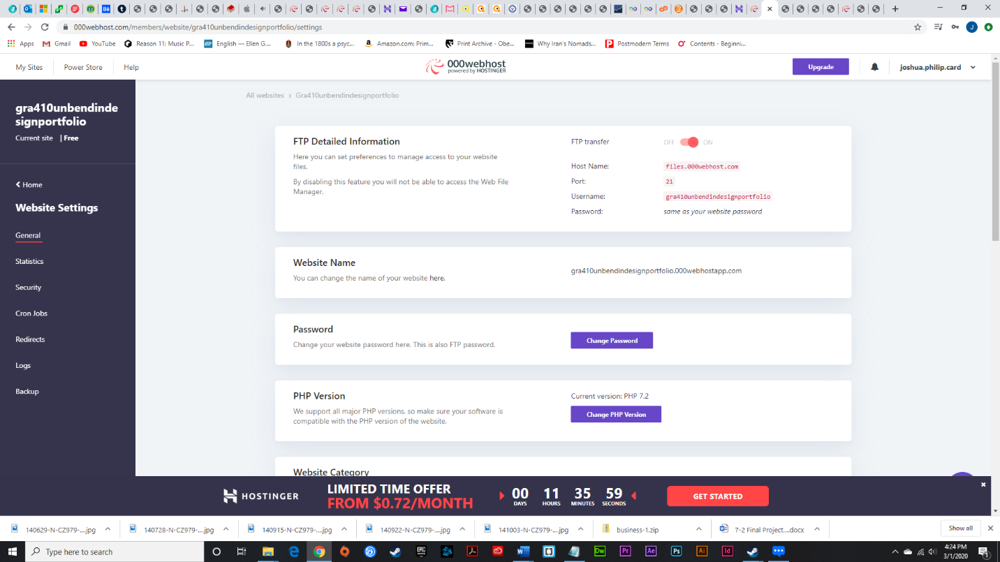 000webhost.com/members/website/gra410unbendindesignportfolio/settings
Apps
Gmail
YouTube
Reason 11: Music P...
English — Ellen G....
In the 1800s a psyc...
Amazon.com: Prim...
Print Archive - Obe...
Why Iran's Nomads...
Postmodern Terms
Contents - Beginni...
My Sites
Power Store
Help
000webhost
powered by HOSTINGER
Upgrade
joshua.philip.card
gra410unbendinde
signportfolio
Current site | Free
Home
Website Settings
General
Statistics
Security
Cron Jobs
Redirects
Logs
Backup
All websites > Gra410unbendindesignportfolio
FTP Detailed Information
Here you can set preferences to manage access to your website
files.
By disabling this feature you will not be able to access the Web File
Manager.
FTP transfer OFF ON
Host Name: files.000webhost.com
Port: 21
Username: gra410unbendindesignportfolio
Password: same as your website password
Website Name
You can change the name of your website here.
gra410unbendindesignportfolio.000webhostapp.com
Password
Change your website password here. This is also FTP password.
Change Password
PHP Version
We support all major PHP versions, so make sure your software is
compatible with the PHP version of the website.
Current version: PHP 7.2
Change PHP Version
Website Category
HOSTINGER
LIMITED TIME OFFER
FROM $0.72/MONTH
00 11 35 59
DAYS HOURS MINUTES SECONDS
GET STARTED
140629-N-CZ979-....jpg
140728-N-CZ979-....jpg
140915-N-CZ979-....jpg
140922-N-CZ979-....jpg
141003-N-CZ979-....jpg
business-1.zip
7-2 Final Project....docx
Show all
Type here to search
4:24 PM
3/1/2020